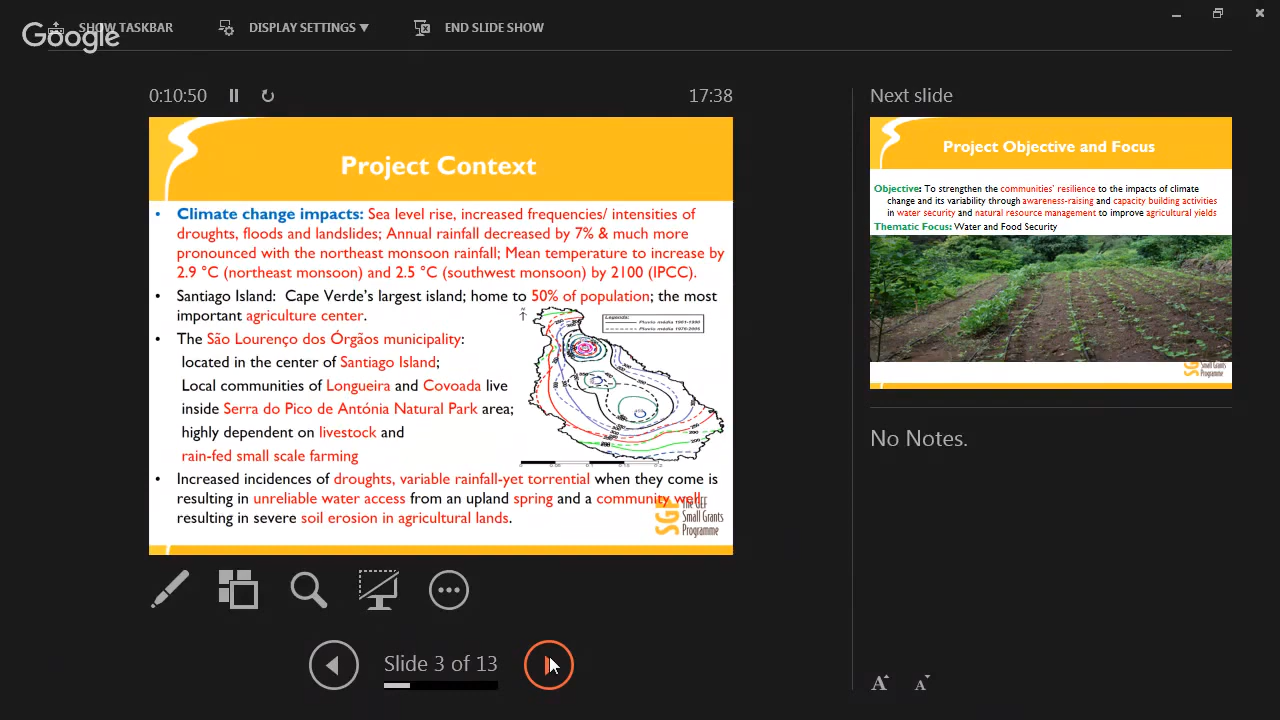 Google
SHOW TASKBAR
DISPLAY SETTINGS
END SLIDE SHOW
0:10:50
17:38
Project Context
• Climate change impacts: Sea level rise, increased frequencies/ intensities of
droughts, floods and landslides; Annual rainfall decreased by 7% & much more
pronounced with the northeast monsoon rainfall; Mean temperature to increase by
2.9 °C (northeast monsoon) and 2.5 °C (southwest monsoon) by 2100 (IPCC).
• Santiago Island: Cape Verde's largest island; home to 50% of population; the most
important agriculture center.
• The São Lourenço dos Órgãos municipality:
located in the center of Santiago Island;
Local communities of Longueira and Covoada live
inside Serra do Pico de Antónia Natural Park area;
highly dependent on livestock and
rain-fed small scale farming
• Increased incidences of droughts, variable rainfall-yet torrential when they come is
resulting in unreliable water access from an upland spring and a community well
resulting in severe soil erosion in agricultural lands.
N
Legenda:
The GEF
Small Grants
Programme
Slide 3 of 13
Next slide
Project Objective and Focus
Objective: To strengthen the communities' resilience to the impacts of climate
change and its variability through awareness-raising and capacity building activities
in water security and natural resource management to improve agricultural yields
Thematic Focus: Water and Food Security
Small Grants
Programme
No Notes.
A A